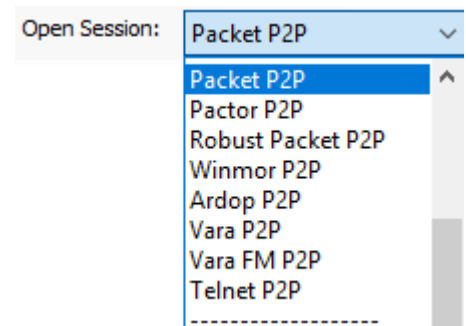 Open Session: Packet P2P
Packet P2P
Pactor P2P
Robust Packet P2P
Winmor P2P
Ardop P2P
Vara P2P
Vara FM P2P
Telnet P2P
-------------------